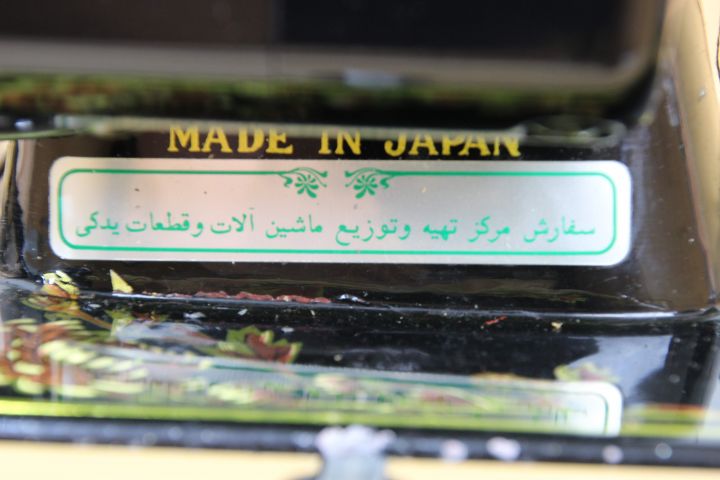 MADE IN JAPAN
سفارش مرکز تهیه وتوزیع ماشین آلات وقطعات یدکی